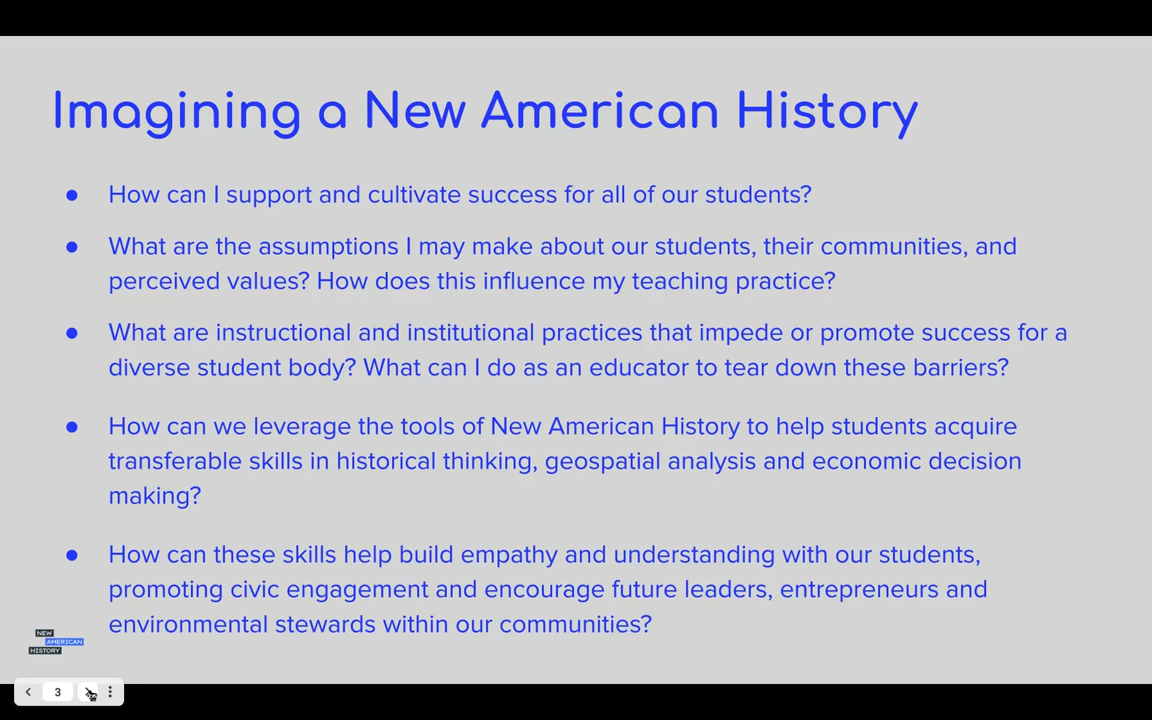 Imagining a New American History
● How can I support and cultivate success for all of our students?
● What are the assumptions I may make about our students, their communities, and
perceived values? How does this influence my teaching practice?
● What are instructional and institutional practices that impede or promote success for a
diverse student body? What can I do as an educator to tear down these barriers?
● How can we leverage the tools of New American History to help students acquire
transferable skills in historical thinking, geospatial analysis and economic decision
making?
● How can these skills help build empathy and understanding with our students,
promoting civic engagement and encourage future leaders, entrepreneurs and
environmental stewards within our communities?
NEW
AMERICAN
HISTORY
3